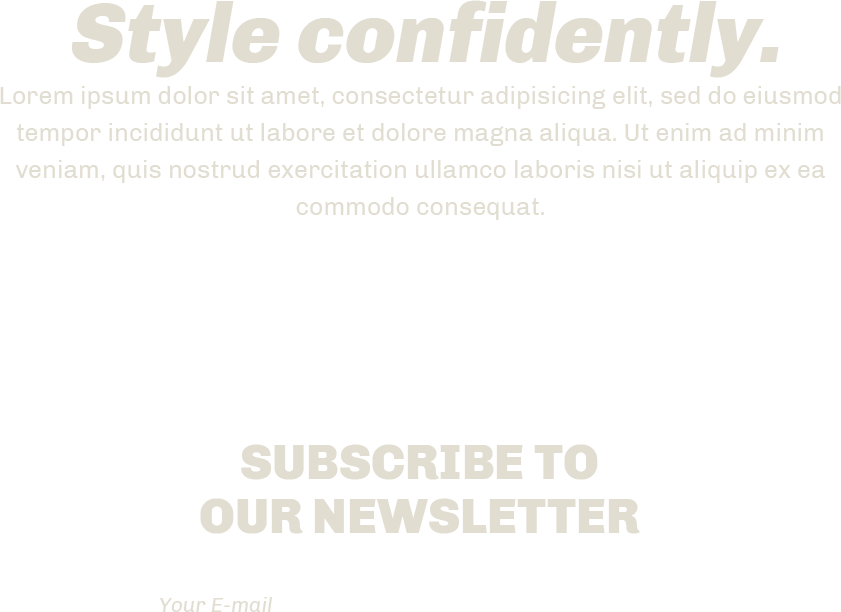 Style confidently.
Lorem ipsum dolor sit amet, consectetur adipisicing elit, sed do eiusmod
tempor incididunt ut labore et dolore magna aliqua. Ut enim ad minim
veniam, quis nostrud exercitation ullamco laboris nisi ut aliquip ex ea
commodo consequat.
SUBSCRIBE TO
OUR NEWSLETTER
Your E-mail